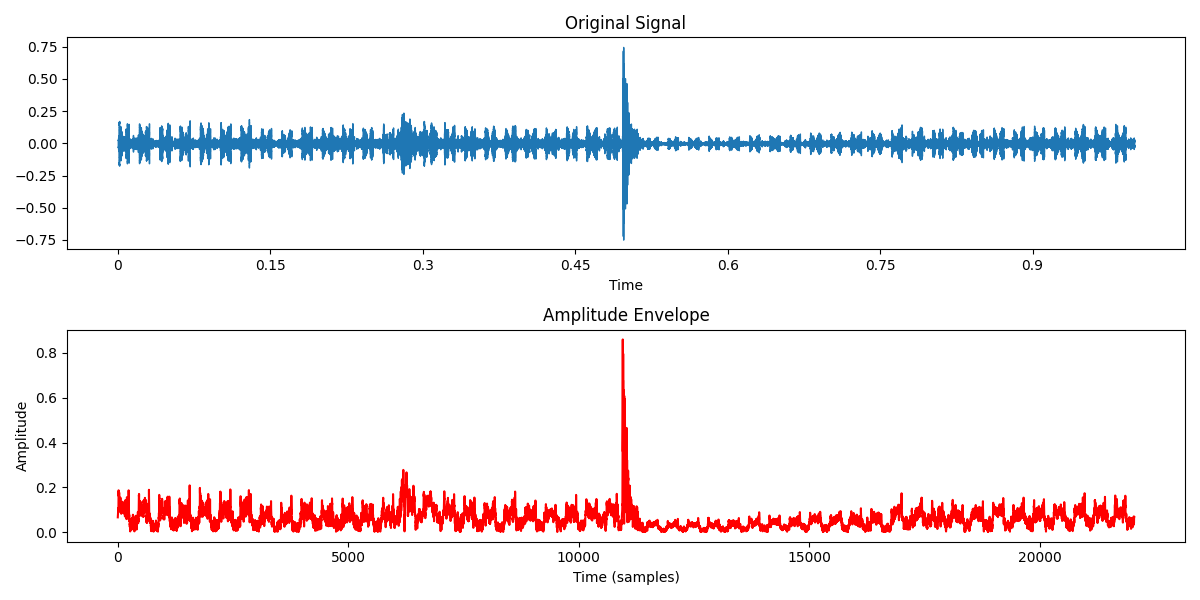 Original Signal
0.75
0.50
0.25
0.00
−0.25
−0.50
−0.75
0 0.15 0.3 0.45 0.6 0.75 0.9
Time
Amplitude Envelope
Amplitude
0.8
0.6
0.4
0.2
0.0
0 5000 10000 15000 20000
Time (samples)